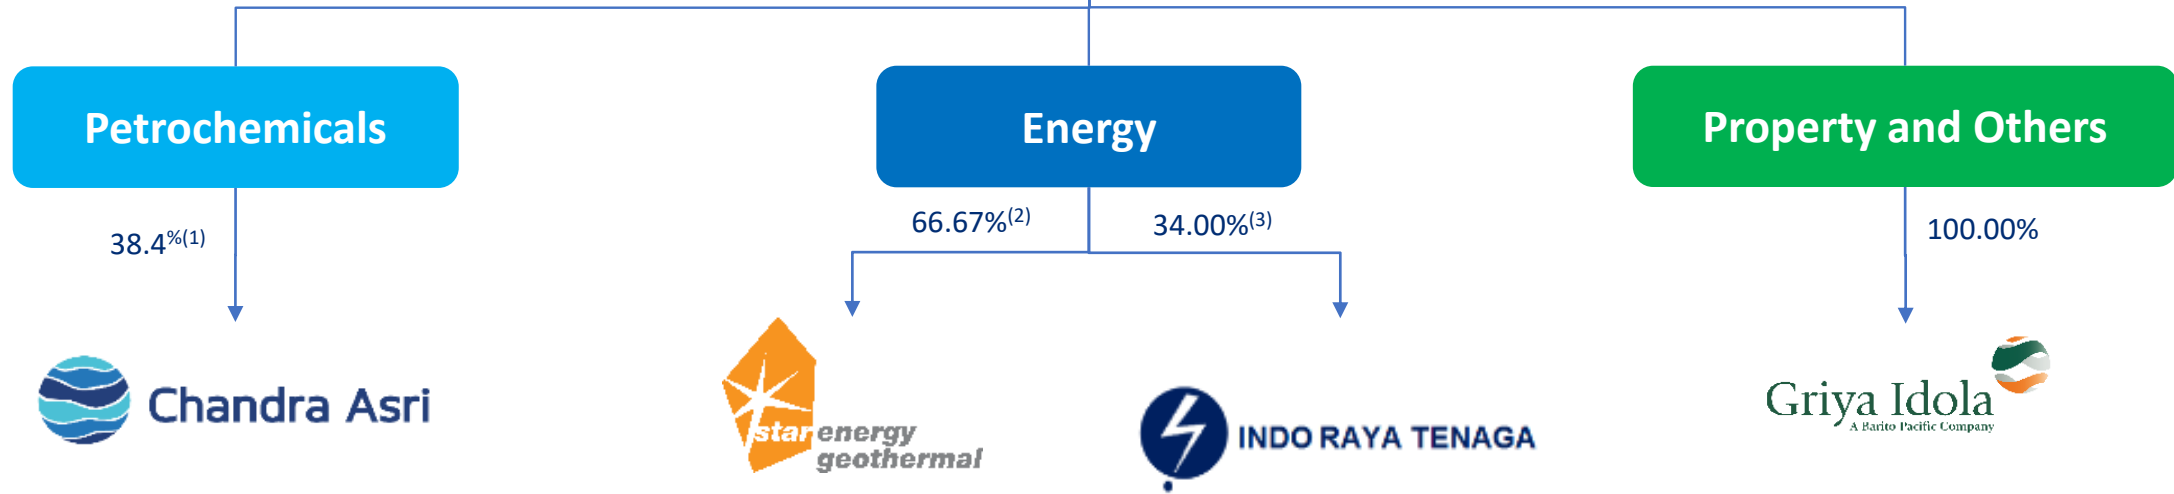 Petrochemicals
Energy
Property and Others
38.4%(1)
66.67%(2)
34.00%(3)
100.00%
Chandra Asri
star energy
geothermal
INDO RAYA TENAGA
Griya Idola
A Barito Pacific Company